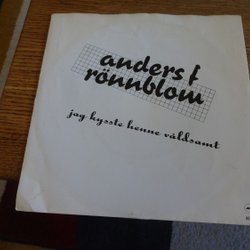 anders f
rönnblom
jag kysste henne våldsamt